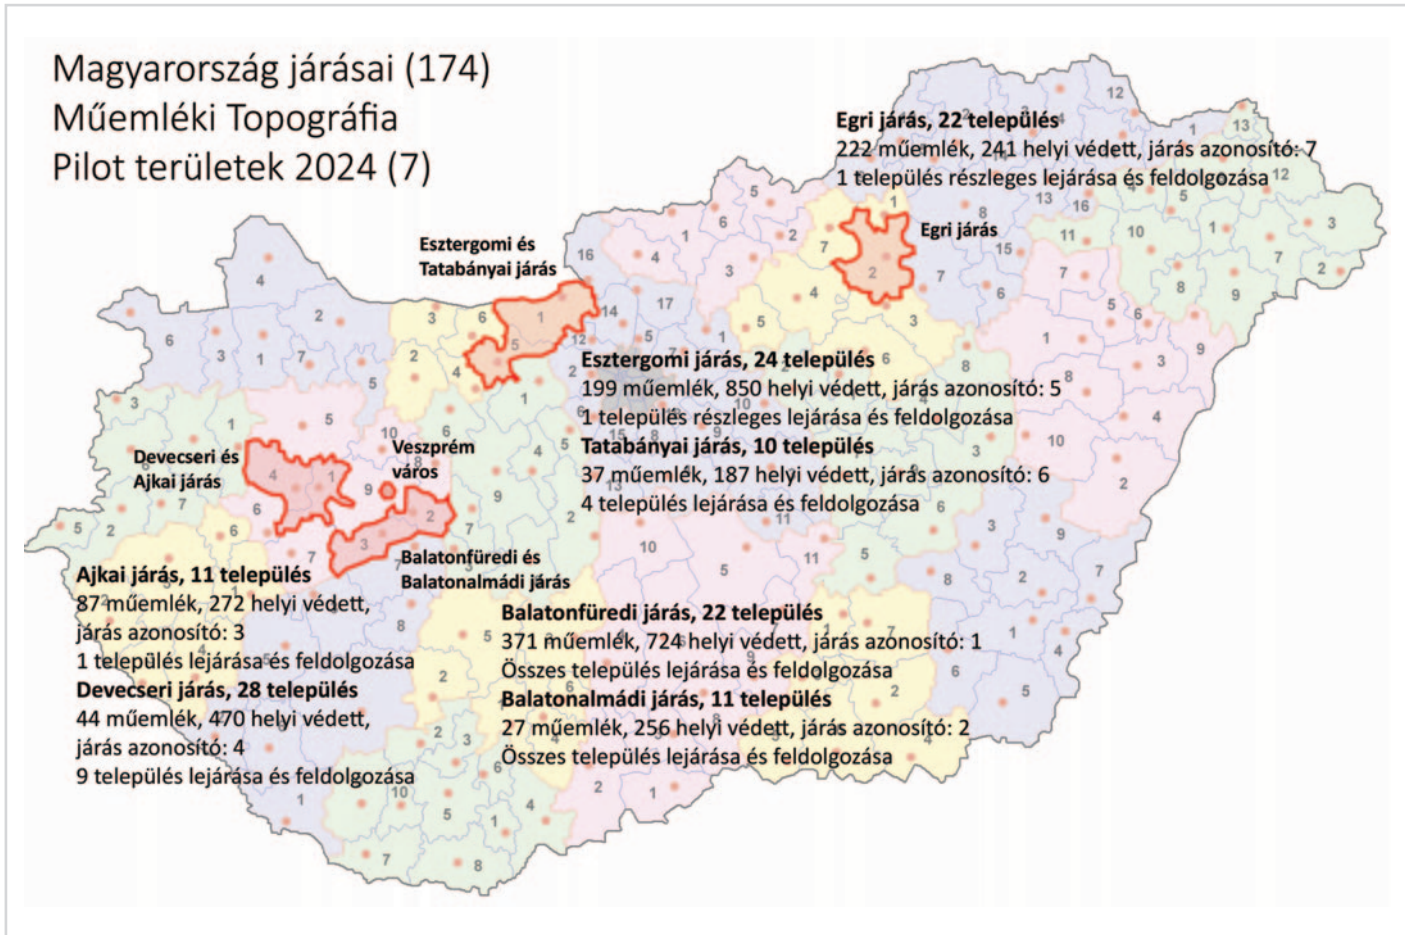 Magyarország járásai (174)
Műemléki Topográfia
Pilot területek 2024 (7)
Egri járás, 22 település
222 műemlék, 241 helyi védett, járás azonosító: 7
1 település részleges lejárása és feldolgozása
Egri járás
Esztergomi és
Tatabányai járás
Esztergomi járás, 24 település
199 műemlék, 850 helyi védett, járás azonosító: 5
1 település részleges lejárása és feldolgozása
Tatabányai járás, 10 település
37 műemlék, 187 helyi védett, járás azonosító: 6
4 település lejárása és feldolgozása
Devecseri és
Ajkai járás
Veszprém
város
Balatonfüredi és
Balatonalmádi járás
Ajkai járás, 11 település
87 műemlék, 272 helyi védett,
járás azonosító: 3
1 település lejárása és feldolgozása
Devecseri járás, 28 település
44 műemlék, 470 helyi védett,
járás azonosító: 4
9 település lejárása és feldolgozása
Balatonfüredi járás, 22 település
371 műemlék, 724 helyi védett, járás azonosító: 1
Összes település lejárása és feldolgozása
Balatonalmádi járás, 11 település
27 műemlék, 256 helyi védett, járás azonosító: 2
Összes település lejárása és feldolgozása